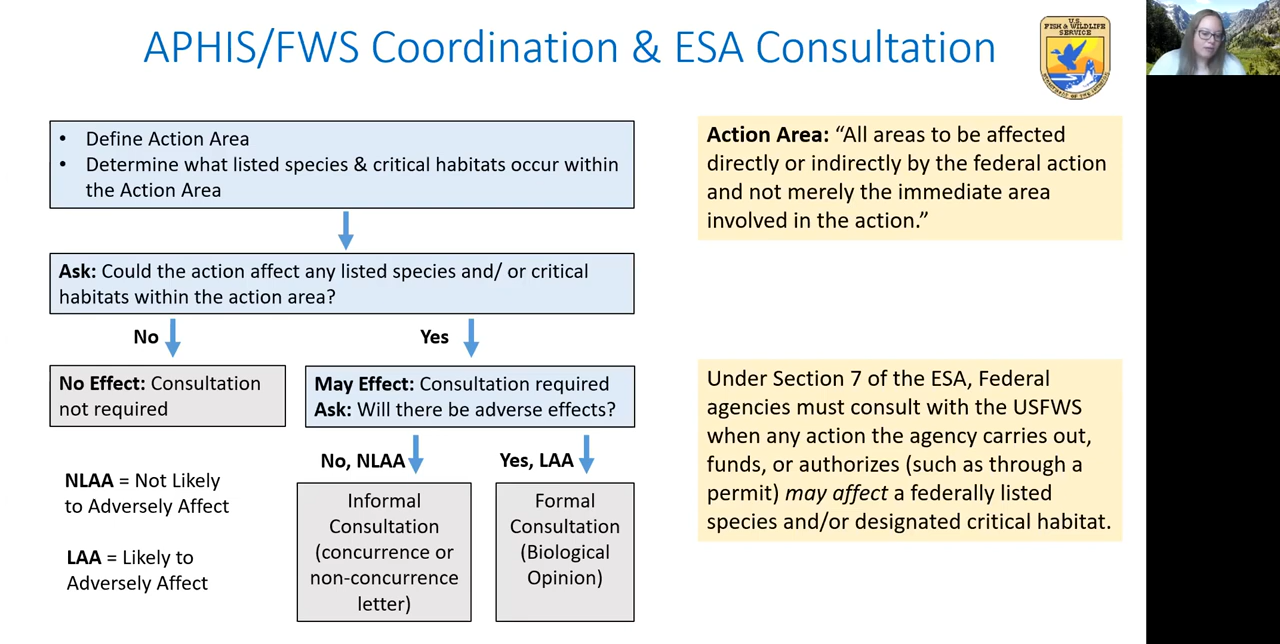 APHIS/FWS Coordination & ESA Consultation
U.S.
FISH & WILDLIFE
SERVICE
• Define Action Area
• Determine what listed species & critical habitats occur within
the Action Area
Ask: Could the action affect any listed species and/ or critical
habitats within the action area?
No
Yes
No Effect: Consultation
not required
May Effect: Consultation required
Ask: Will there be adverse effects?
No, NLAA
Yes, LAA
Informal
Consultation
(concurrence or
non-concurrence
letter)
Formal
Consultation
(Biological
Opinion)
NLAA = Not Likely
to Adversely Affect
LAA = Likely to
Adversely Affect
Action Area: “All areas to be affected
directly or indirectly by the federal action
and not merely the immediate area
involved in the action.”
Under Section 7 of the ESA, Federal
agencies must consult with the USFWS
when any action the agency carries out,
funds, or authorizes (such as through a
permit) may affect a federally listed
species and/or designated critical habitat.